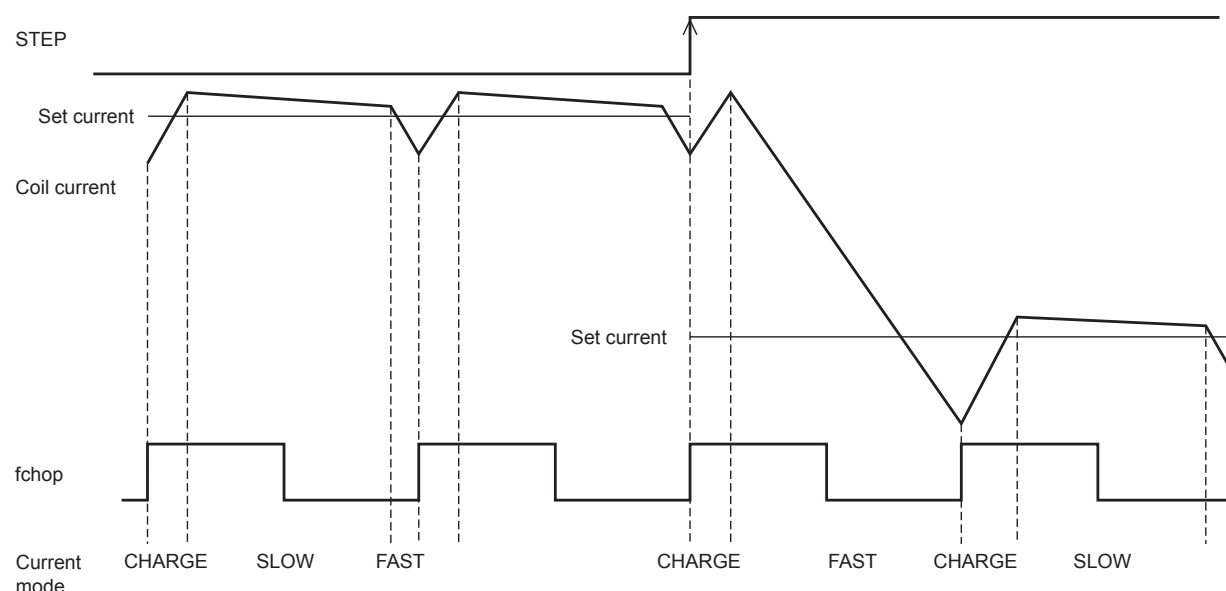 STEP
Set current
Coil current
Set current
fchop
Current mode
CHARGE SLOW FAST CHARGE FAST CHARGE SLOW